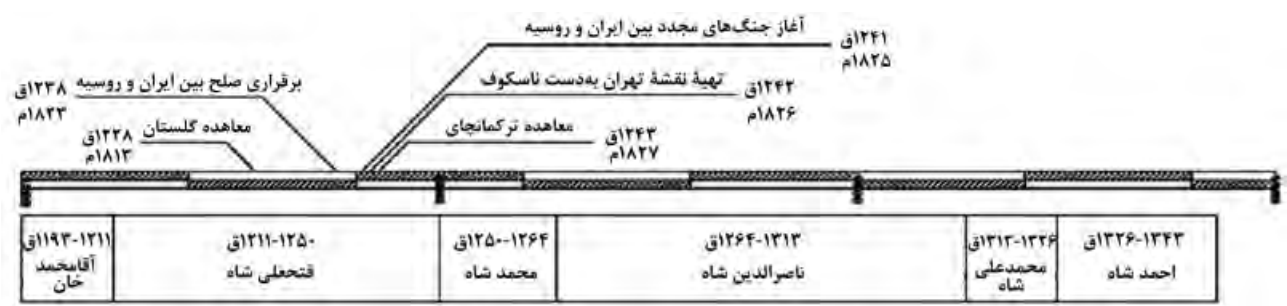 آغاز جنگ‌های مجدد بین ایران و روسیه
۱۲۴۱ق
۱۸۲۵م
تهیهٔ نقشهٔ تهران به‌دست ناسکوف
۱۲۴۲ق
۱۸۲۶م
برقراری صلح بین ایران و روسیه
۱۲۳۸ق
۱۸۲۳م
معاهده ترکمانچای
۱۲۴۳ق
۱۸۲۷م
معاهده گلستان
۱۲۲۸ق
۱۸۱۳م
۱۱۹۳-۱۲۱۱ق
آقامحمد
خان
۱۲۱۱-۱۲۵۰ق
فتحعلی شاه
۱۲۵۰-۱۲۶۴ق
محمد شاه
۱۲۶۴-۱۳۱۳ق
ناصرالدین شاه
۱۳۱۳-۱۳۲۶ق
محمدعلی
شاه
۱۳۲۶-۱۳۴۳ق
احمد شاه